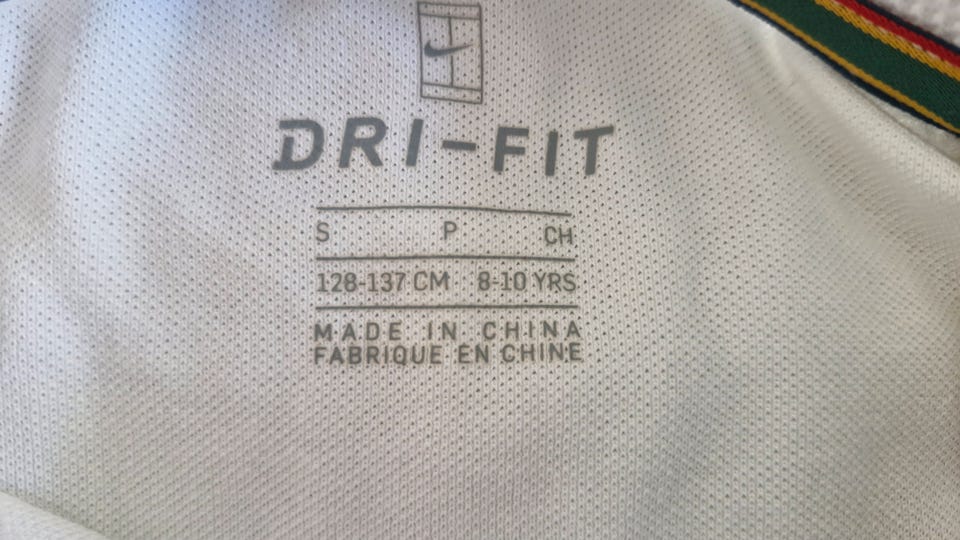 DRI-FIT
S P CH
128-137 CM 8-10 YRS
MADE IN CHINA
FABRIQUE EN CHINE